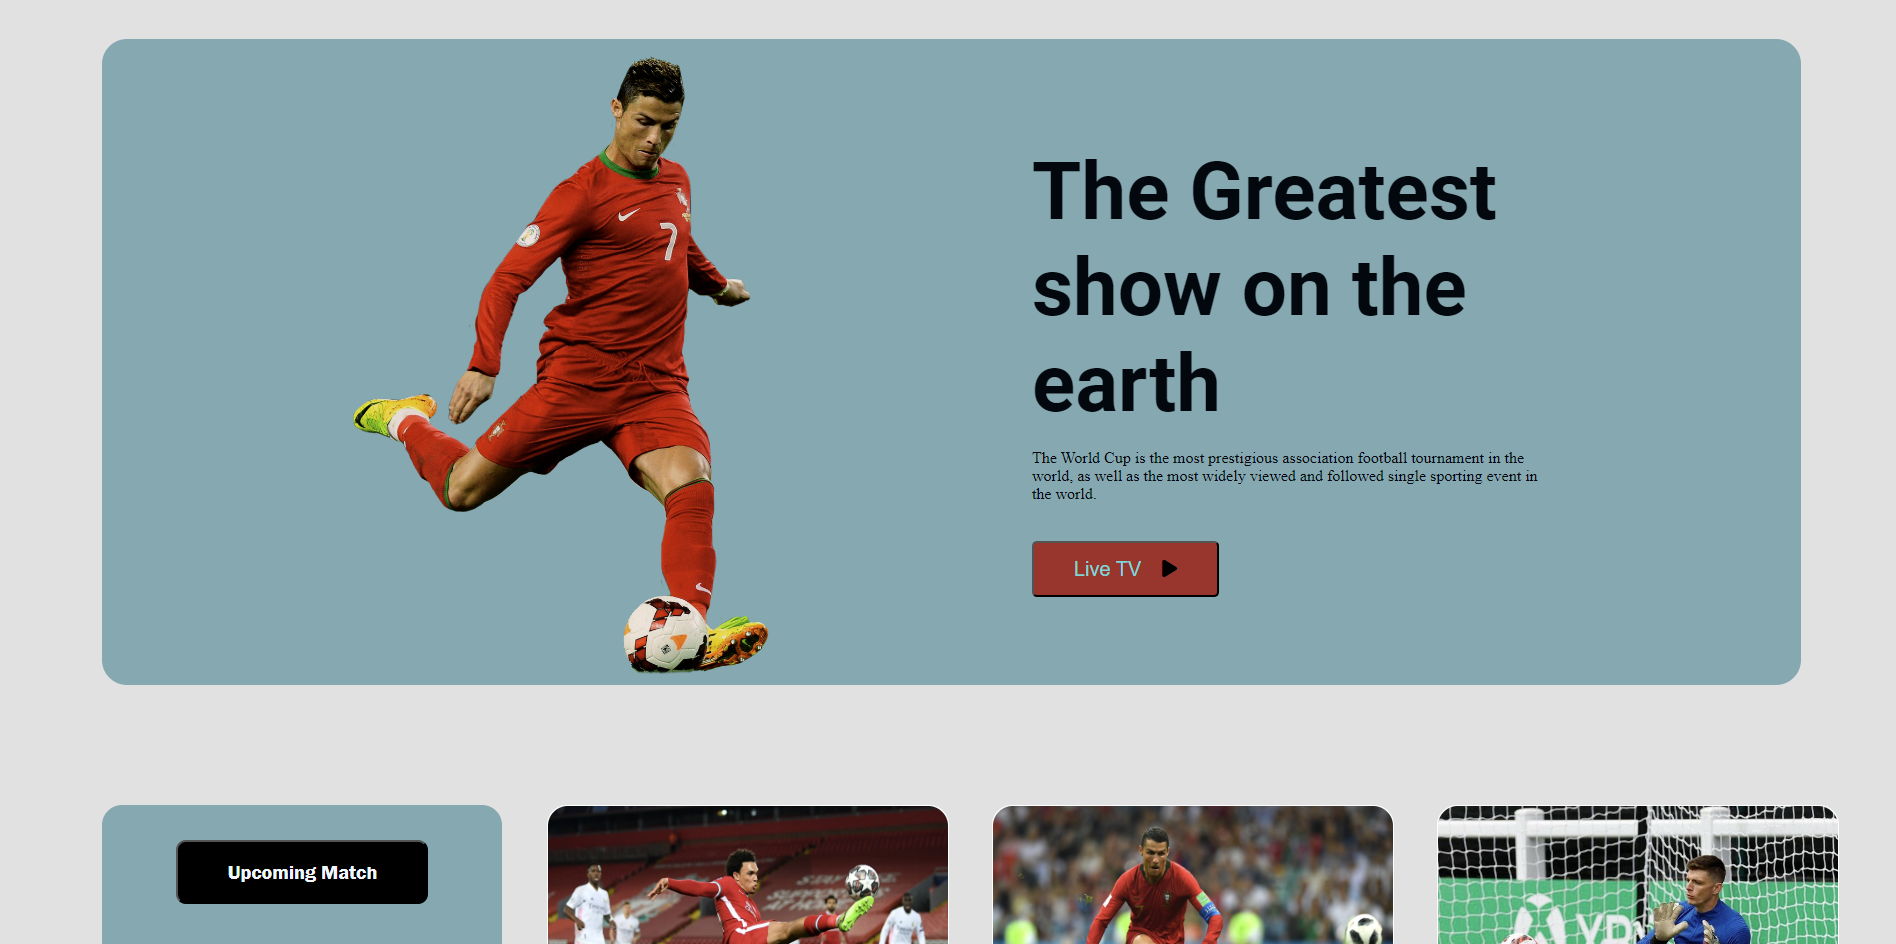 7
The Greatest
show on the
earth
The World Cup is the most prestigious association football tournament in the
world, as well as the most widely viewed and followed single sporting event in
the world.
Live TV
Upcoming Match